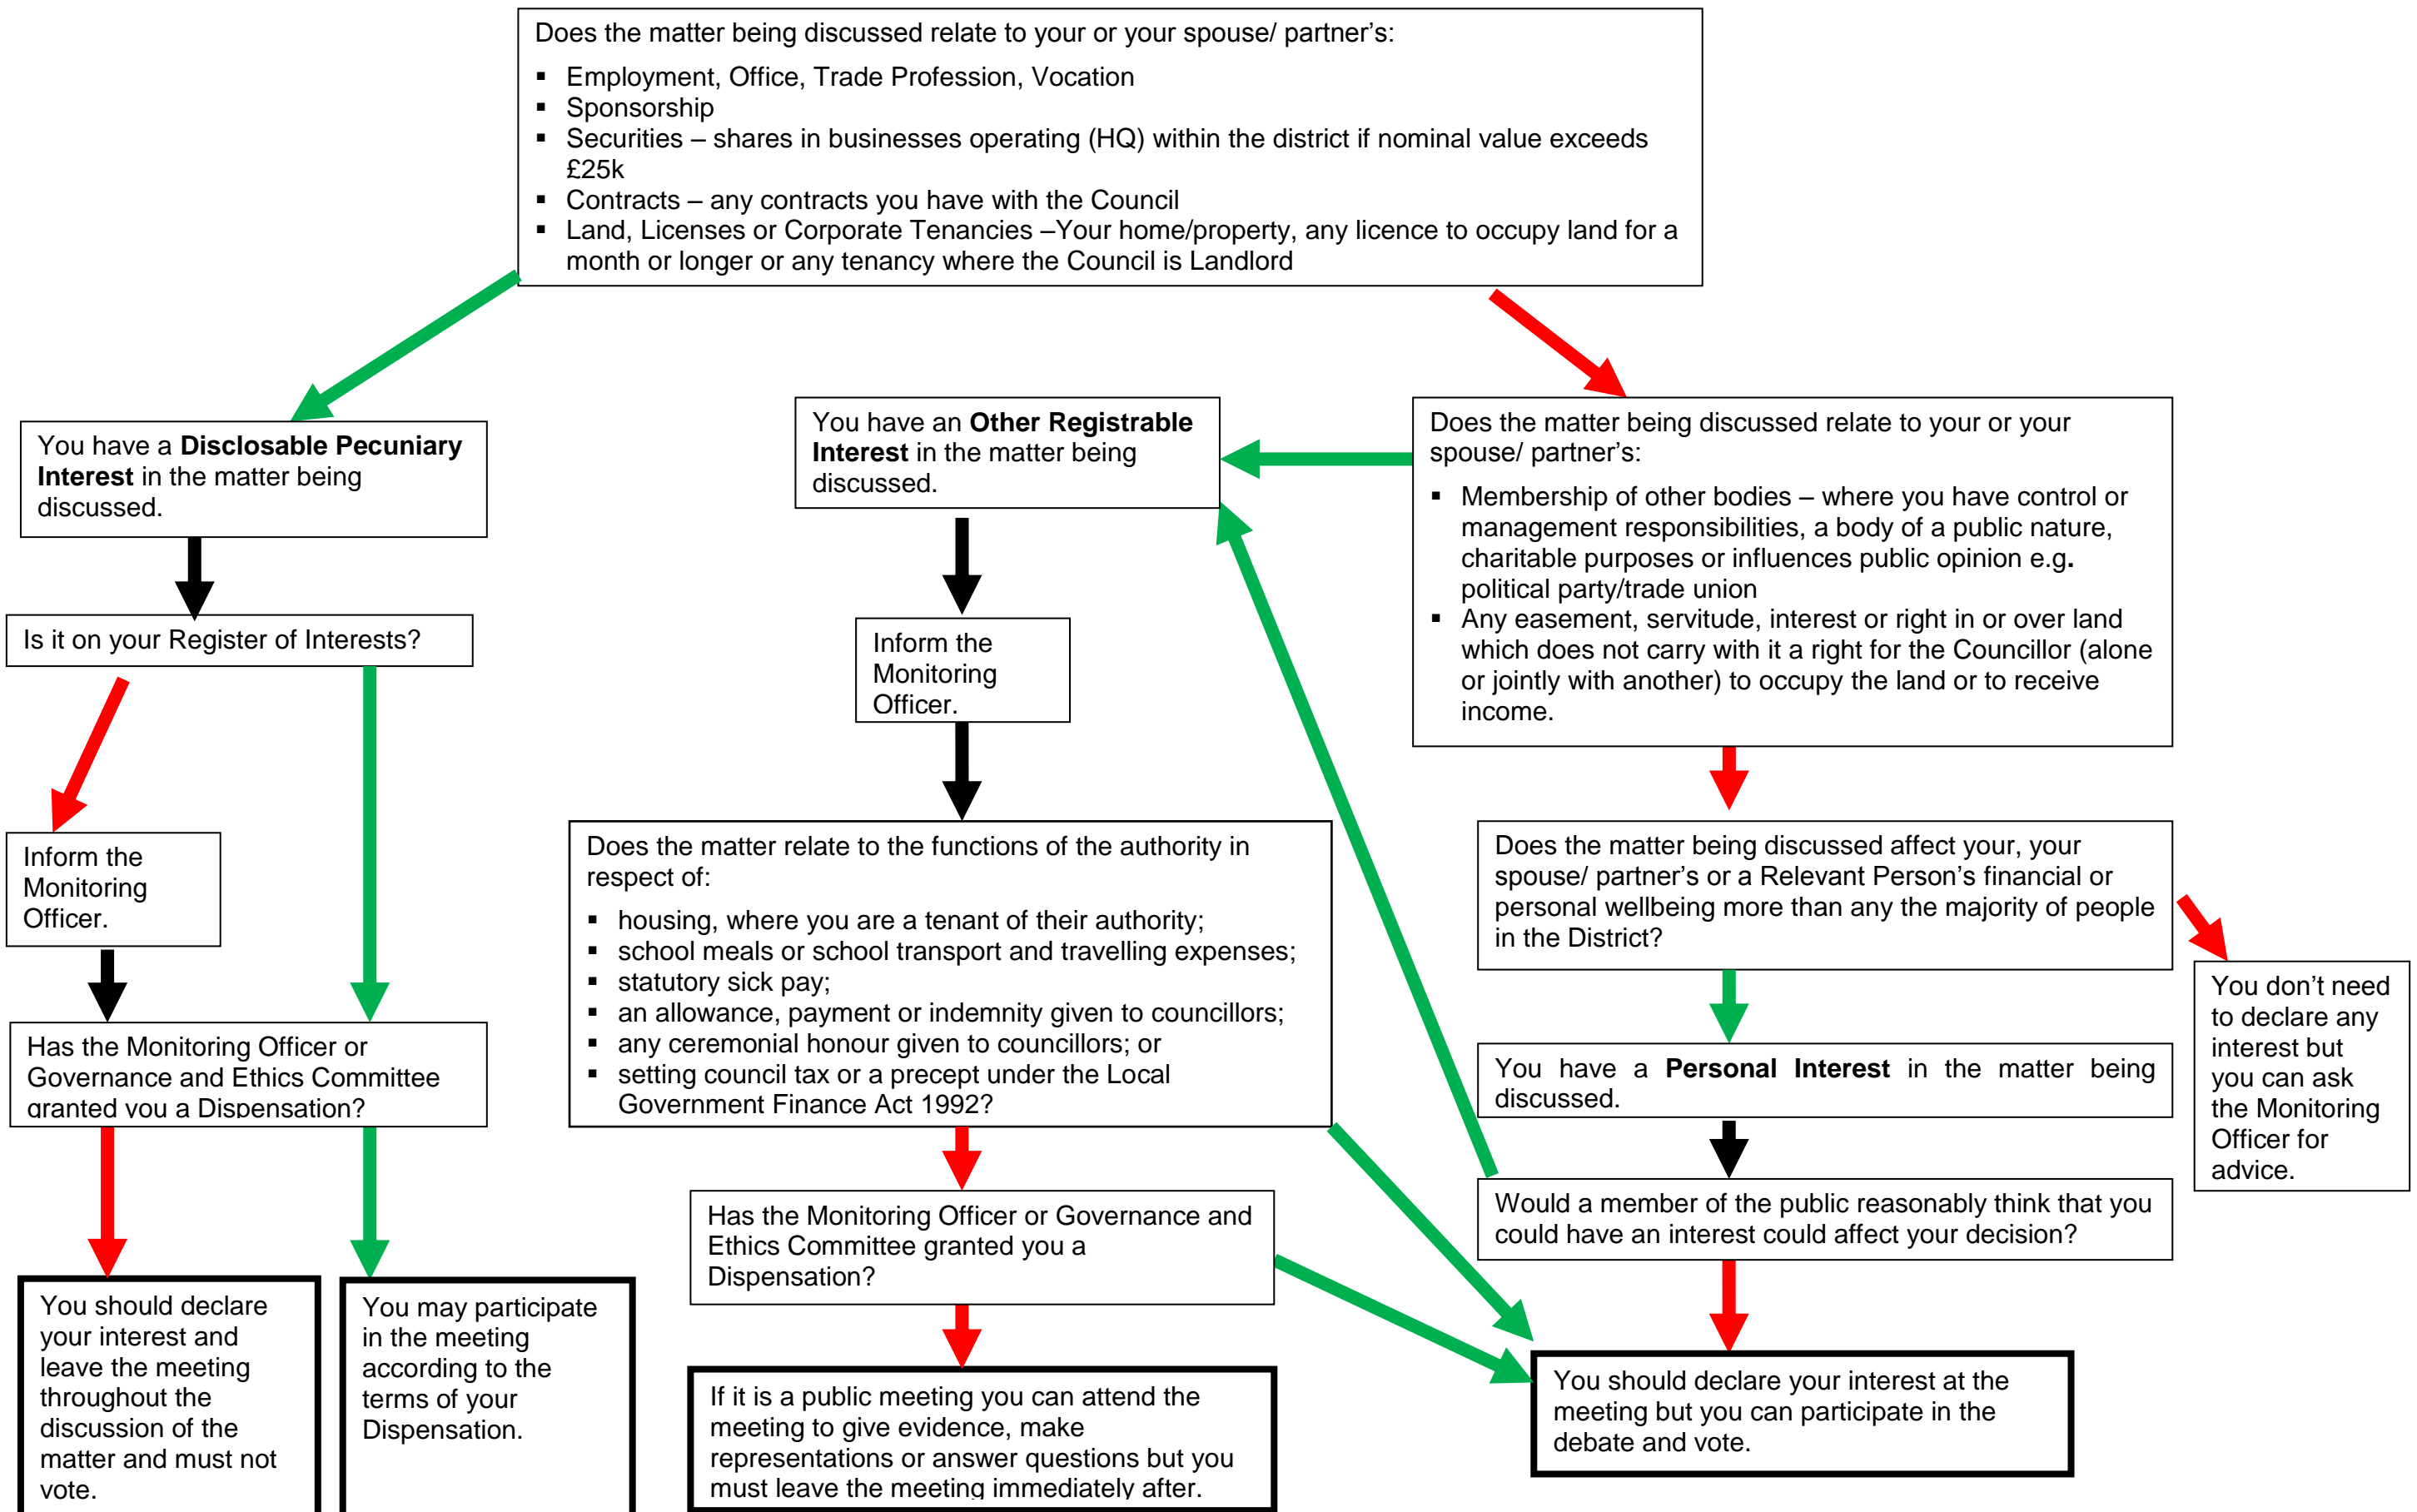 Does the matter being discussed relate to your or your spouse/ partner's:
▪ Employment, Office, Trade Profession, Vocation
▪ Sponsorship
▪ Securities – shares in businesses operating (HQ) within the district if nominal value exceeds
£25k
▪ Contracts – any contracts you have with the Council
▪ Land, Licenses or Corporate Tenancies –Your home/property, any licence to occupy land for a
month or longer or any tenancy where the Council is Landlord
You have a Disclosable Pecuniary
Interest in the matter being
discussed.
Is it on your Register of Interests?
Inform the
Monitoring
Officer.
Has the Monitoring Officer or
Governance and Ethics Committee
granted you a Dispensation?
You should declare
your interest and
leave the meeting
throughout the
discussion of the
matter and must not
vote.
You may participate
in the meeting
according to the
terms of your
Dispensation.
You have an Other Registrable
Interest in the matter being
discussed.
Inform the
Monitoring
Officer.
Does the matter relate to the functions of the authority in
respect of:
▪ housing, where you are a tenant of their authority;
▪ school meals or school transport and travelling expenses;
▪ statutory sick pay;
▪ an allowance, payment or indemnity given to councillors;
▪ any ceremonial honour given to councillors; or
▪ setting council tax or a precept under the Local
Government Finance Act 1992?
Has the Monitoring Officer or Governance and
Ethics Committee granted you a
Dispensation?
If it is a public meeting you can attend the
meeting to give evidence, make
representations or answer questions but you
must leave the meeting immediately after.
Does the matter being discussed relate to your or your
spouse/ partner's:
▪ Membership of other bodies – where you have control or
management responsibilities, a body of a public nature,
charitable purposes or influences public opinion e.g.
political party/trade union
▪ Any easement, servitude, interest or right in or over land
which does not carry with it a right for the Councillor (alone
or jointly with another) to occupy the land or to receive
income.
Does the matter being discussed affect your, your
spouse/ partner's or a Relevant Person's financial or
personal wellbeing more than any the majority of people
in the District?
You have a Personal Interest in the matter being
discussed.
Would a member of the public reasonably think that you
could have an interest could affect your decision?
You should declare your interest at the
meeting but you can participate in the
debate and vote.
You don't need
to declare any
interest but
you can ask
the Monitoring
Officer for
advice.